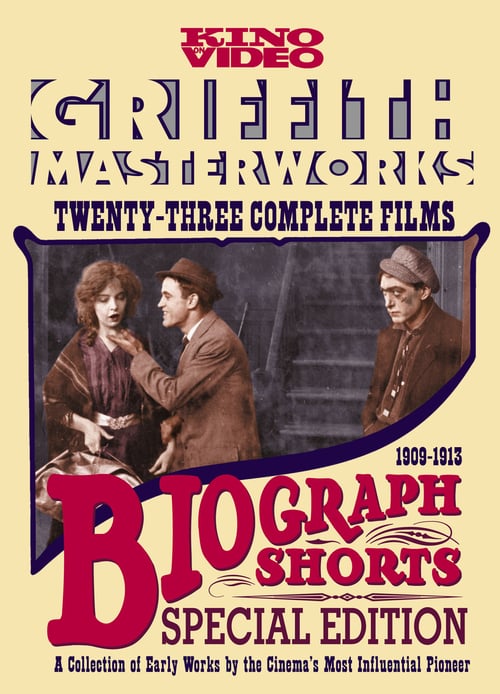 KINO
ON
VIDEO
GRIFFITH
MASTERWORKS
TWENTY-THREE COMPLETE FILMS
1909-1913
BIOGRAPH
SHORTS
SPECIAL EDITION
A Collection of Early Works by the Cinema's Most Influential Pioneer